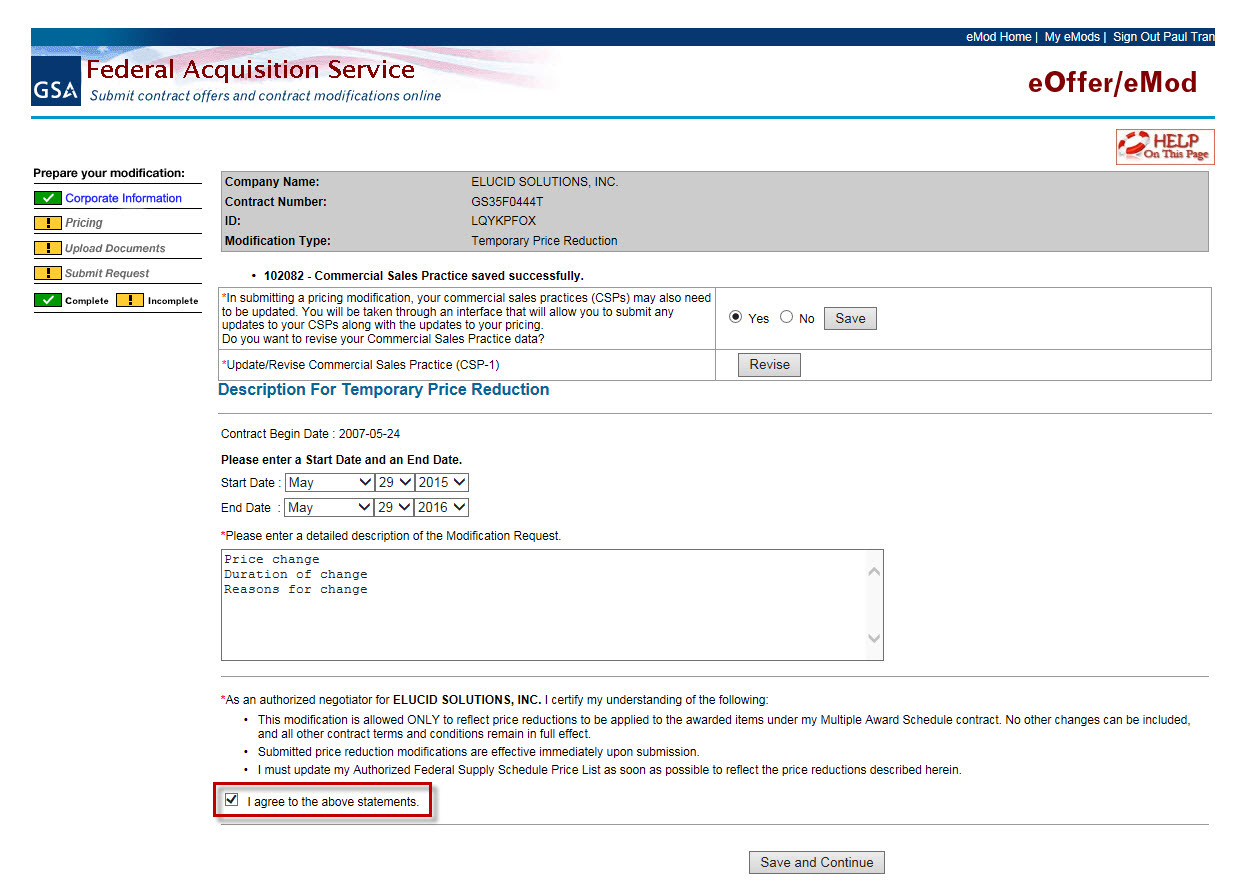 eMod Home | My eMods | Sign Out Paul Tran
GSA
Federal Acquisition Service
Submit contract offers and contract modifications online
eOffer/eMod
HELP
On This Page
Prepare your modification:
Corporate Information
! Pricing
! Upload Documents
! Submit Request
Complete ! Incomplete
Company Name: ELUCID SOLUTIONS, INC.
Contract Number: GS35F0444T
ID: LQYKPFOX
Modification Type: Temporary Price Reduction
• 102082 - Commercial Sales Practice saved successfully.
*In submitting a pricing modification, your commercial sales practices (CSPs) may also need
to be updated. You will be taken through an interface that will allow you to submit any
updates to your CSPs along with the updates to your pricing.
Do you want to revise your Commercial Sales Practice data?
Yes No Save
*Update/Revise Commercial Sales Practice (CSP-1)
Revise
Description For Temporary Price Reduction
Contract Begin Date : 2007-05-24
Please enter a Start Date and an End Date.
Start Date : May 29 2015
End Date : May 29 2016
*Please enter a detailed description of the Modification Request.
Price change
Duration of change
Reasons for change
*As an authorized negotiator for ELUCID SOLUTIONS, INC. I certify my understanding of the following:
• This modification is allowed ONLY to reflect price reductions to be applied to the awarded items under my Multiple Award Schedule contract. No other changes can be included,
and all other contract terms and conditions remain in full effect.
• Submitted price reduction modifications are effective immediately upon submission.
• I must update my Authorized Federal Supply Schedule Price List as soon as possible to reflect the price reductions described herein.
I agree to the above statements.
Save and Continue